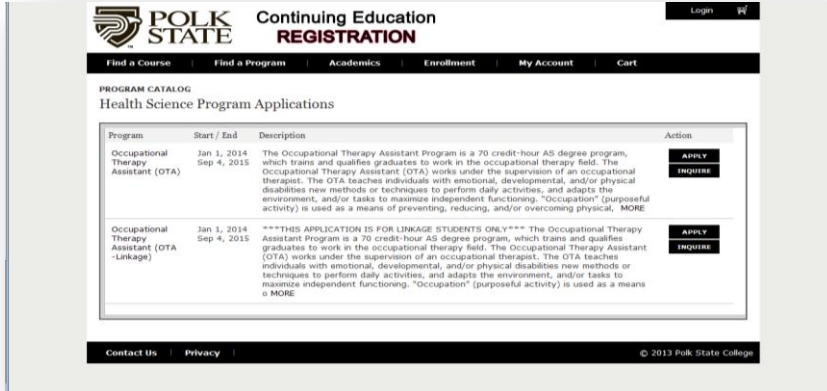 Login
POLK
STATE
Continuing Education
REGISTRATION
Find a Course | Find a Program | Academics | Enrollment | My Account | Cart
PROGRAM CATALOG
Health Science Program Applications
Program Start / End Description Action
Occupational Therapy Assistant (OTA)
Jan 1, 2014
Sep 4, 2015
The Occupational Therapy Assistant Program is a 70 credit-hour AS degree program,
which trains and qualifies graduates to work in the occupational therapy field. The
Occupational Therapy Assistant (OTA) works under the supervision of an occupational
therapist. The OTA teaches individuals with emotional, developmental, and/or physical
disabilities new methods or techniques to perform daily activities, and adapts the
environment, and/or tasks to maximize independent functioning. "Occupation" (purposeful
activity) is used as a means of preventing, reducing, and/or overcoming physical, MORE
APPLY
INQUIRE
Occupational
Therapy
Assistant (OTA
-Linkage)
Jan 1, 2014
Sep 4, 2015
***THIS APPLICATION IS FOR LINKAGE STUDENTS ONLY*** The Occupational Therapy
Assistant Program is a 70 credit-hour AS degree program, which trains and qualifies
graduates to work in the occupational therapy field. The Occupational Therapy Assistant
(OTA) works under the supervision of an occupational therapist. The OTA teaches
individuals with emotional, developmental, and/or physical disabilities new methods or
techniques to perform daily activities, and adapts the environment, and/or tasks to
maximize independent functioning. "Occupation" (purposeful activity) is used as a means
o MORE
APPLY
INQUIRE
Contact Us | Privacy |
© 2013 Polk State College